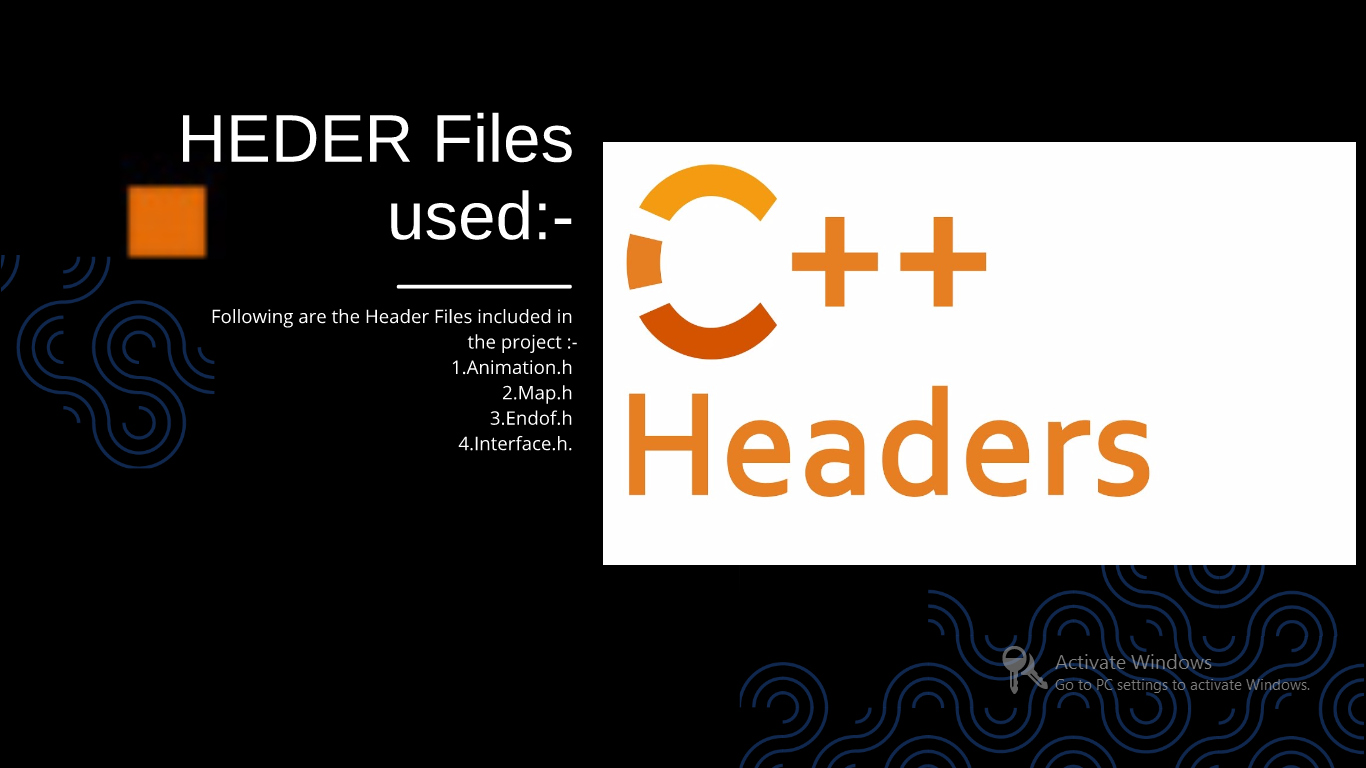 HEDER Files
used:-
Following are the Header Files included in
the project :-
1.Animation.h
2.Map.h
3.Endof.h
4.Interface.h.
C++
Headers
Activate Windows
Go to PC settings to activate Windows.